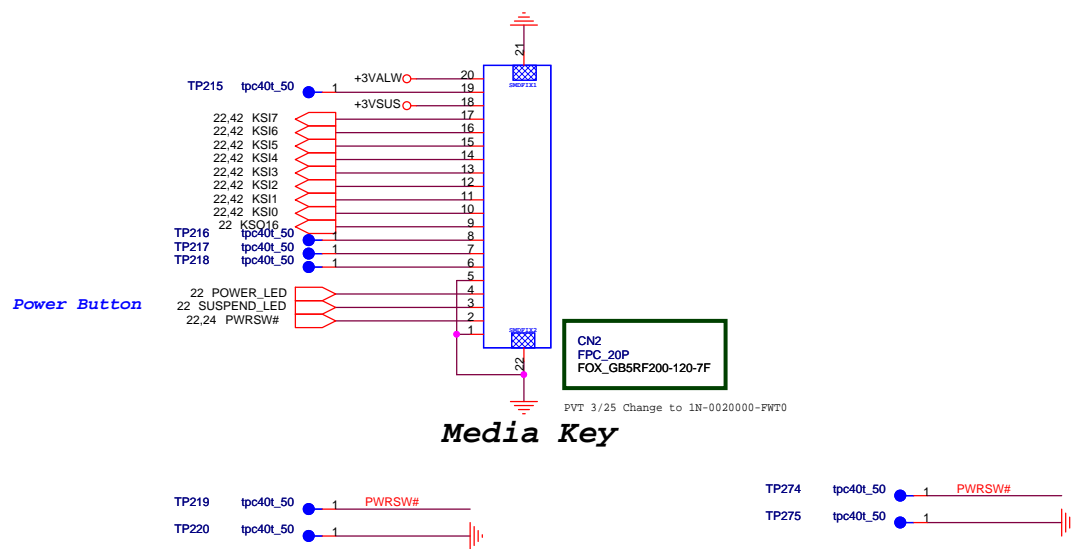 21
+3VALW 20
SMDFIX1
TP215 tpc40t_50 1 19
+3VSUS 18
22,42 KSI7 17
22,42 KSI6 16
22,42 KSI5 15
22,42 KSI4 14
22,42 KSI3 13
22,42 KSI2 12
22,42 KSI1 11
22,42 KSI0 10
22 KSO16 9
TP216 tpc40t_50 1 8
TP217 tpc40t_50 1 7
TP218 tpc40t_50 1 6
5
Power Button 22 POWER_LED 4
22 SUSPEND_LED 3
22,24 PWRSW# 2
1
SMDFIX2
22
CN2
FPC_20P
FOX_GB5RF200-120-7F
PVT 3/25 Change to 1N-0020000-FWT0
Media Key
TP219 tpc40t_50 1 PWRSW#
TP220 tpc40t_50 1
TP274 tpc40t_50 1 PWRSW#
TP275 tpc40t_50 1